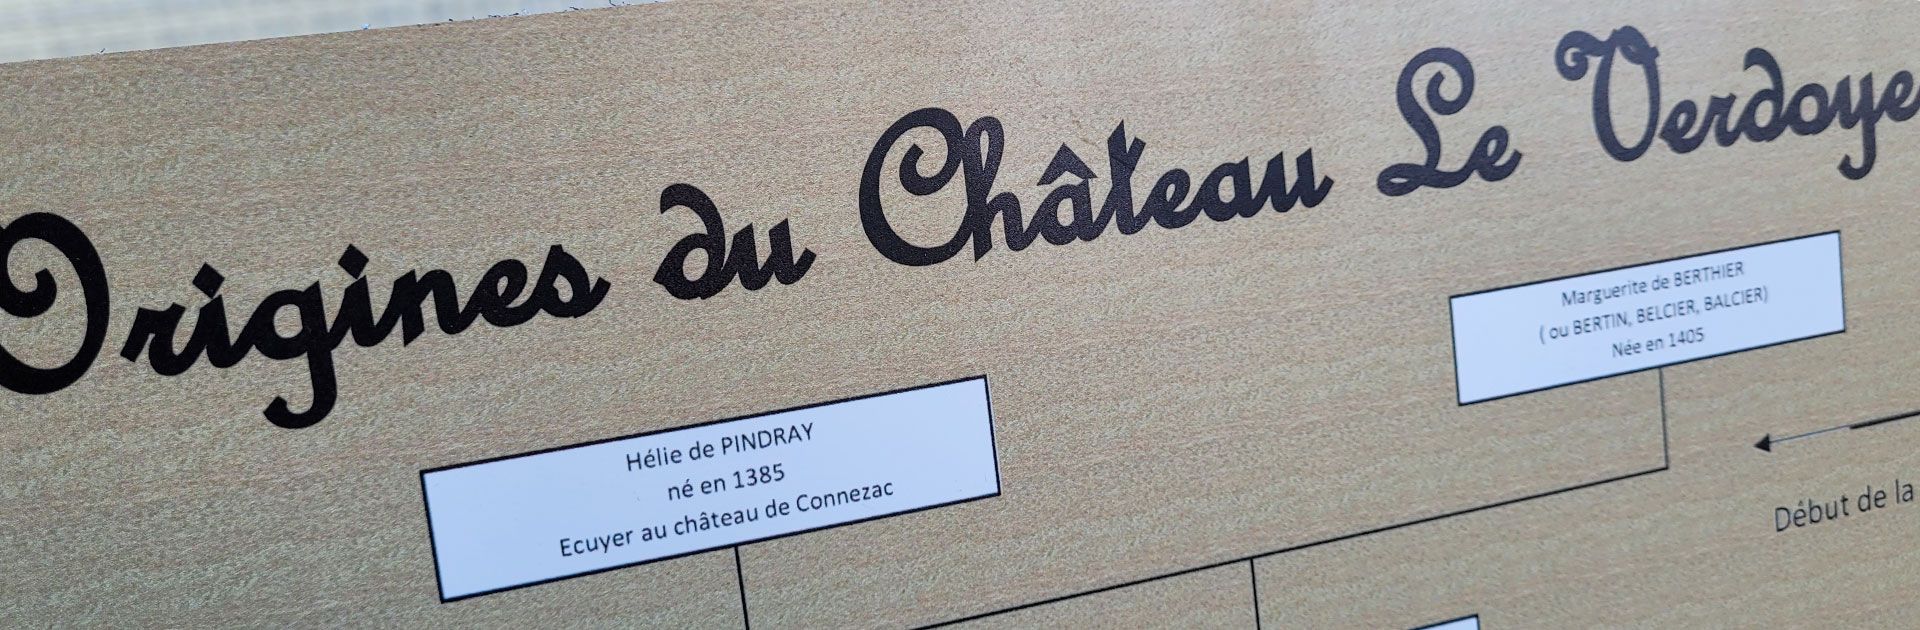 Origines du Château Le Verdoye
Marguerite de BERTHIER
( ou BERTIN, BELCIER, BALCIER)
Née en 1405
Hélie de PINDRAY
né en 1385
Ecuyer au château de Connezac
Début de la